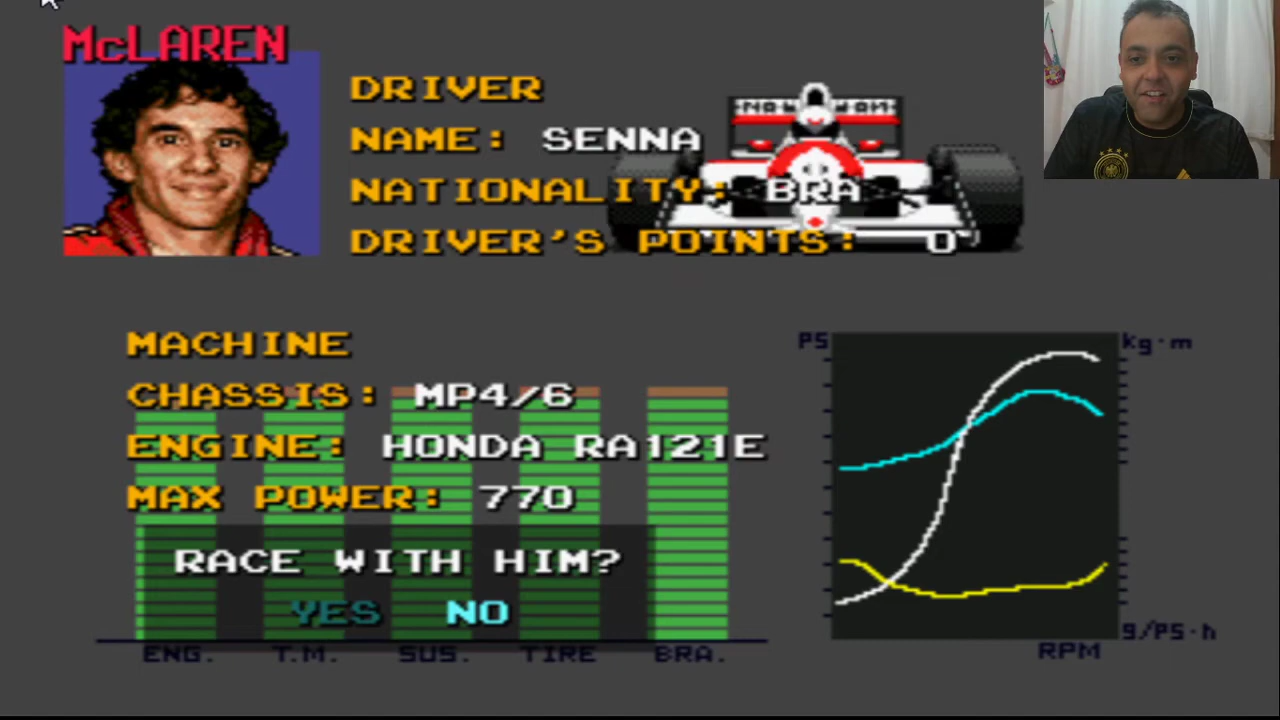 McLAREN
DRIVER
NAME: SENNA
NATIONALITY: BRA
DRIVER'S POINTS: 0
MACHINE
CHASSIS: MP4/6
ENGINE: HONDA RA121E
MAX POWER: 770
RACE WITH HIM?
YES NO
ENG. T.M. SUS. TIRE BRA.
PS kg·m
g/PS·h
RPM